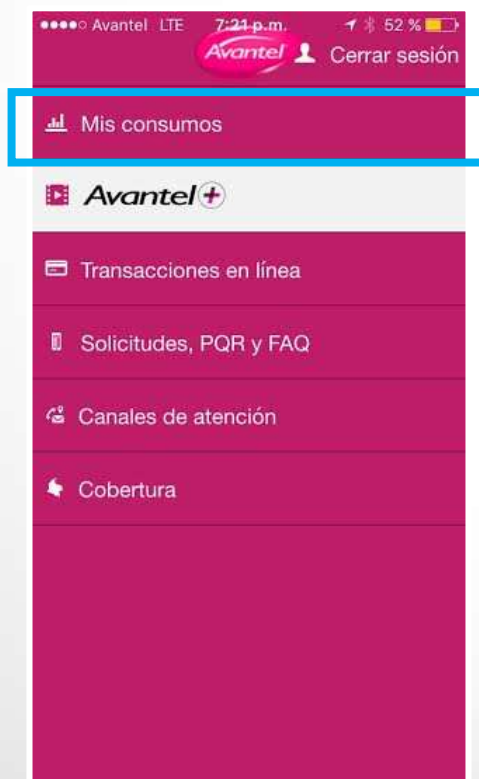 Avantel LTE 7:21 p.m. 52 %
Avantel Cerrar sesión
Mis consumos
Avantel+
Transacciones en línea
Solicitudes, PQR y FAQ
Canales de atención
Cobertura